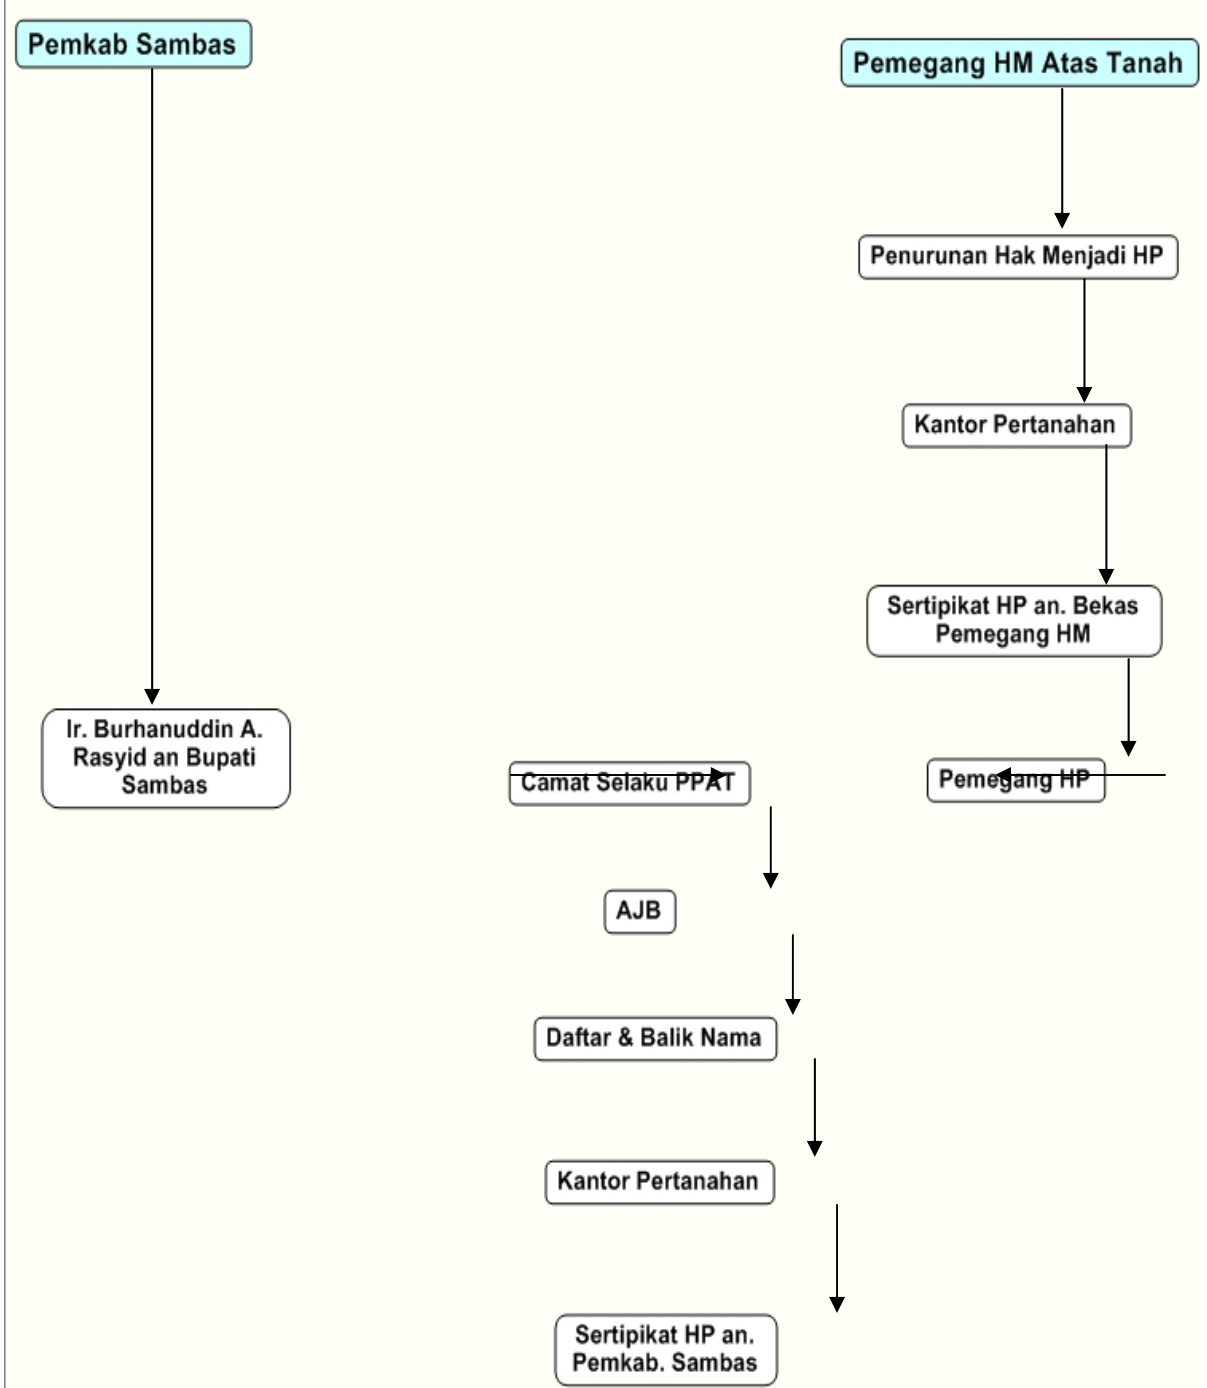 Pemkab Sambas
Pemegang HM Atas Tanah
Penurunan Hak Menjadi HP
Kantor Pertanahan
Sertipikat HP an. Bekas
Pemegang HM
Ir. Burhanuddin A.
Rasyid an Bupati
Sambas
Camat Selaku PPAT
Pemegang HP
AJB
Daftar & Balik Nama
Kantor Pertanahan
Sertipikat HP an.
Pemkab. Sambas